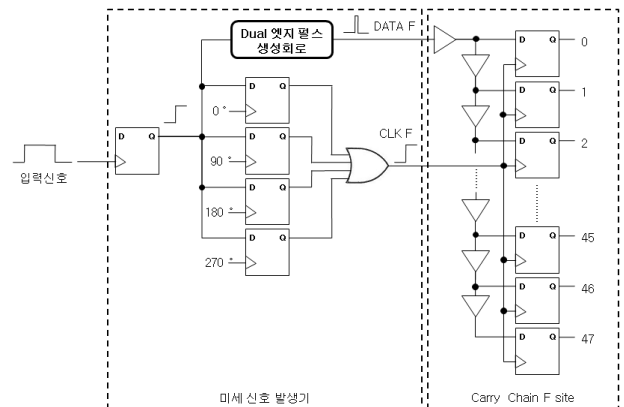 Dual 엣지 펄스
생성회로
DATA F
D Q
0
D Q
0 °
D Q
1
D Q
입력신호
D Q
90 °
CLK F
D Q
2
D Q
180 °
D Q
270 °
D Q
45
D Q
46
D Q
47
미세 신호 발생기
Carry Chain F site